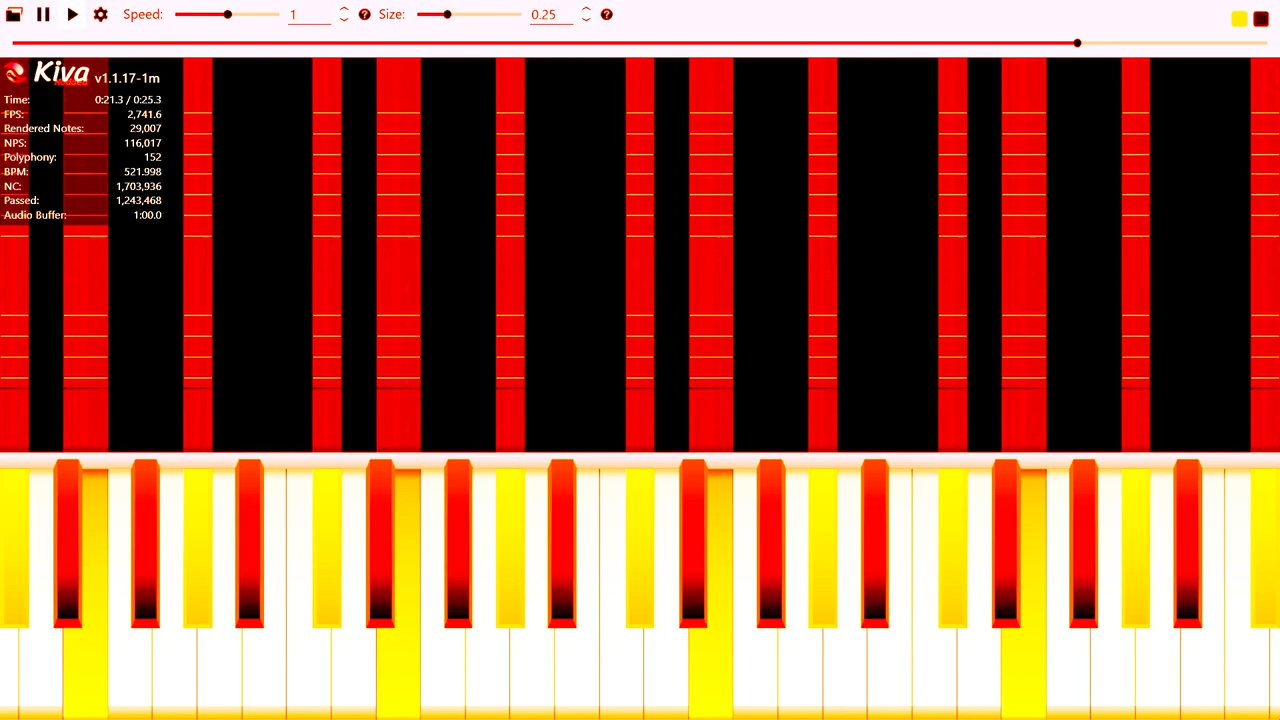 Speed: 1 Size: 0.25
Kiva v1.1.17-1m
Time: 0:21.3 / 0:25.3
FPS: 2,741.6
Rendered Notes: 29,007
NPS: 116,017
Polyphony: 152
BPM: 521.998
NC: 1,703,936
Passed: 1,243,468
Audio Buffer: 1:00.0